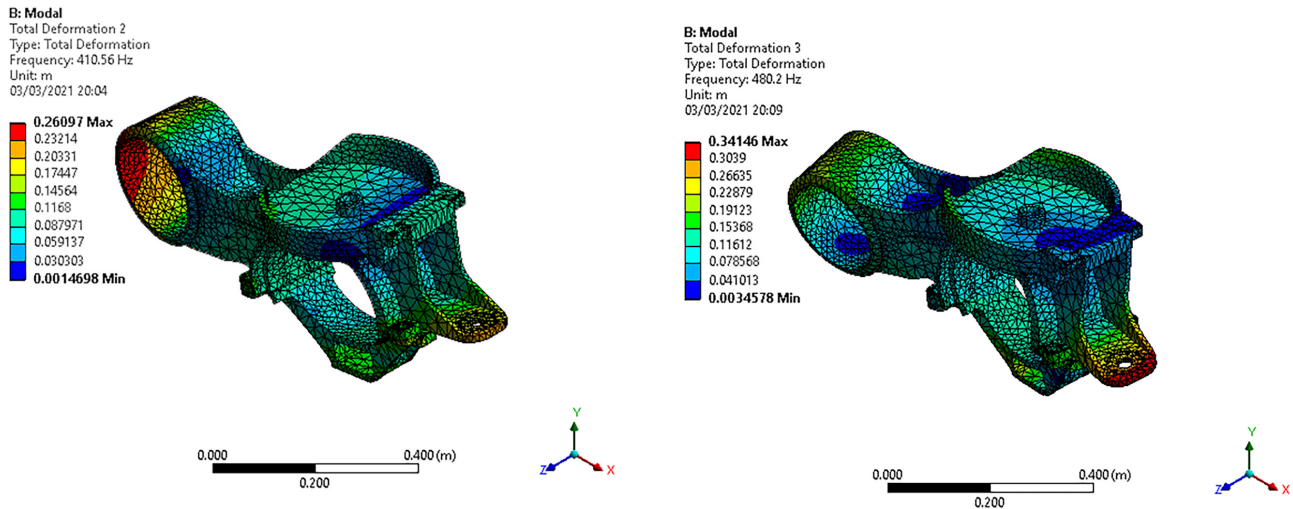 B: Modal
Total Deformation 2
Type: Total Deformation
Frequency: 410.56 Hz
Unit: m
03/03/2021 20:04
0.26097 Max
0.23214
0.20331
0.17447
0.14564
0.1168
0.087971
0.059137
0.030303
0.0014698 Min
0.000
0.400 (m)
0.200
Y
Z
X
B: Modal
Total Deformation 3
Type: Total Deformation
Frequency: 480.2 Hz
Unit: m
03/03/2021 20:09
0.34146 Max
0.3039
0.26635
0.22879
0.19123
0.15368
0.11612
0.078568
0.041013
0.0034578 Min
0.000
0.400 (m)
0.200
Y
Z
X